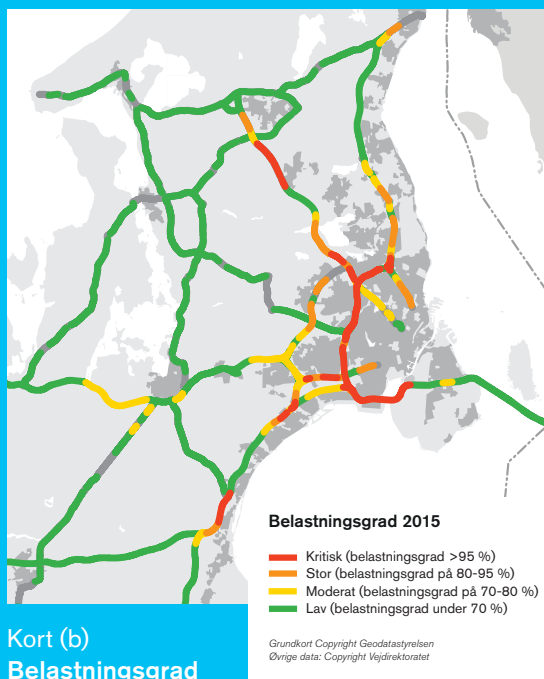 Belastningsgrad 2015
Kritisk (belastningsgrad >95 %)
Stor (belastningsgrad på 80-95 %)
Moderat (belastningsgrad på 70-80 %)
Lav (belastningsgrad under 70 %)
Grundkort Copyright Geodatastyrelsen
Øvrige data: Copyright Vejdirektoratet
Kort (b)
Belastningsgrad